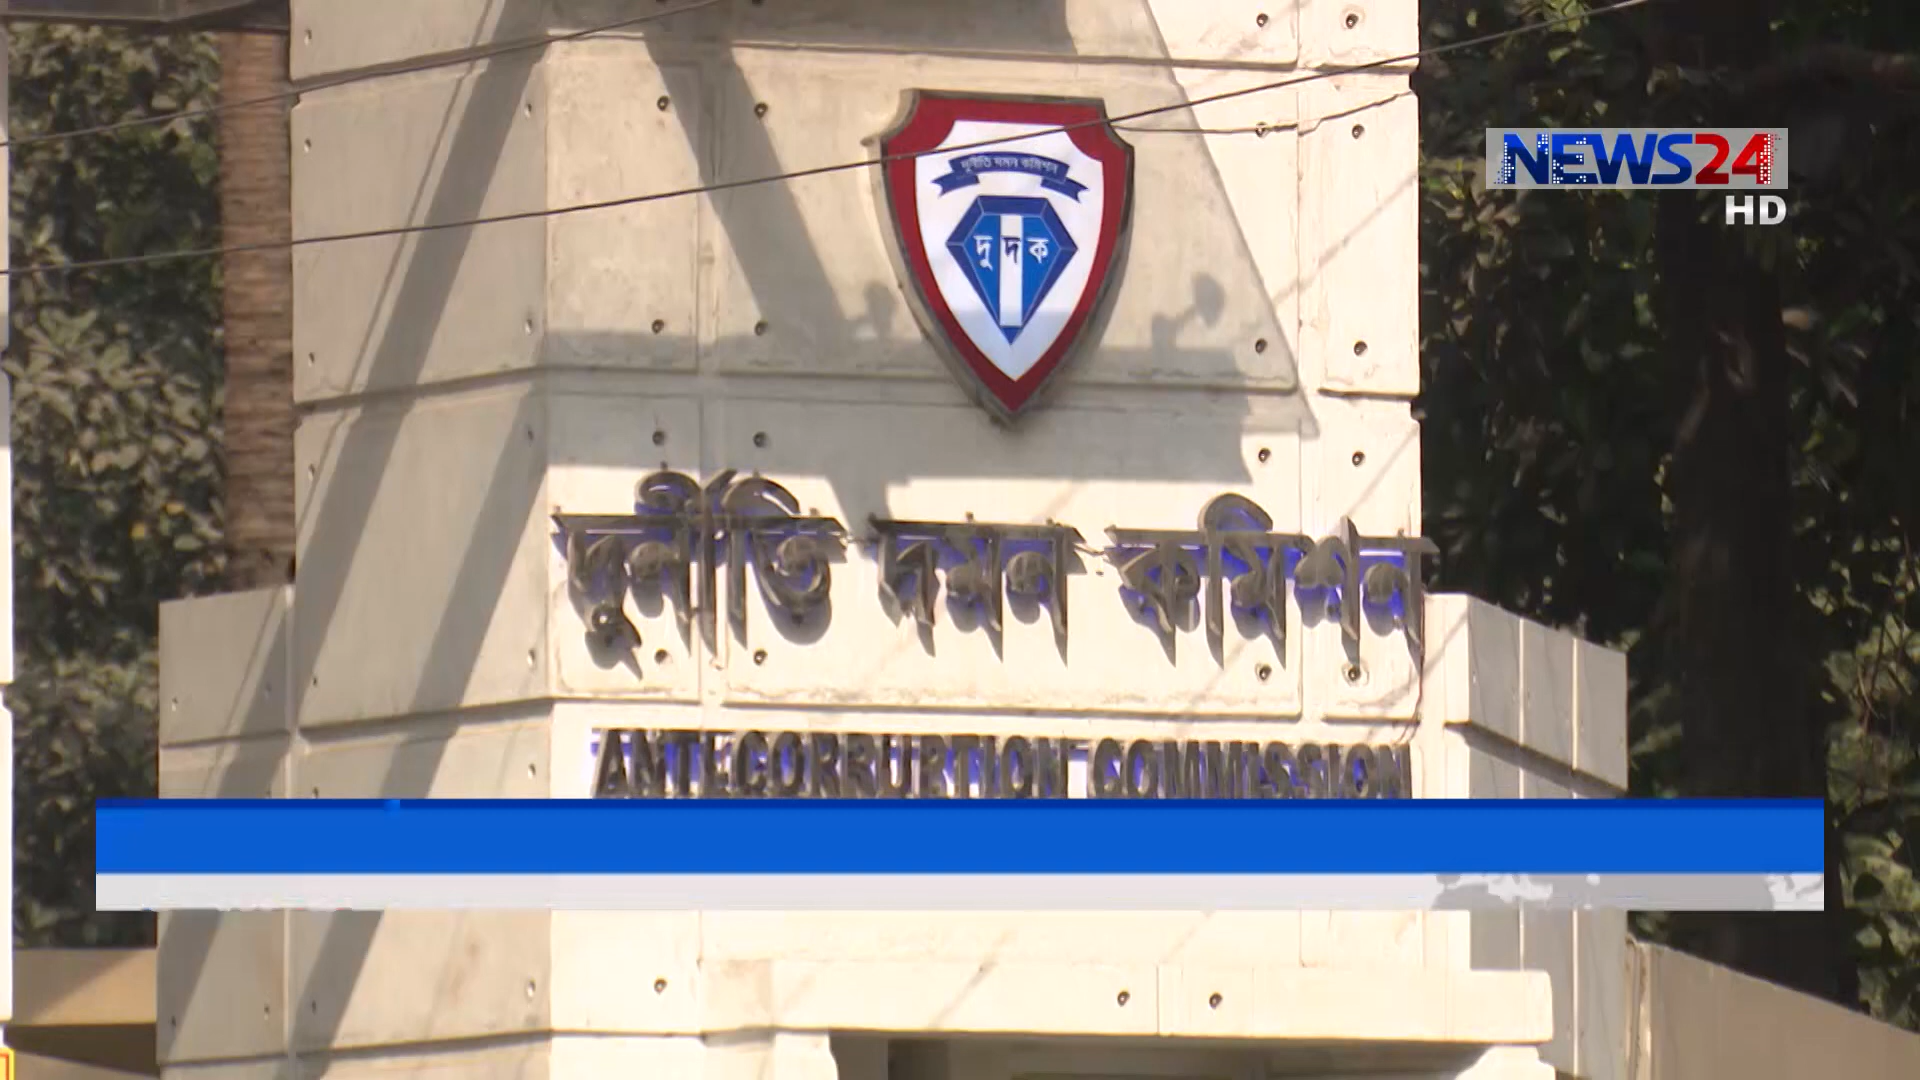 NEWS24
HD
দুর্নীতি দমন কমিশন
দুদক
দুর্নীতি দমন কমিশন
ANTI-CORRUPTION COMMISSION